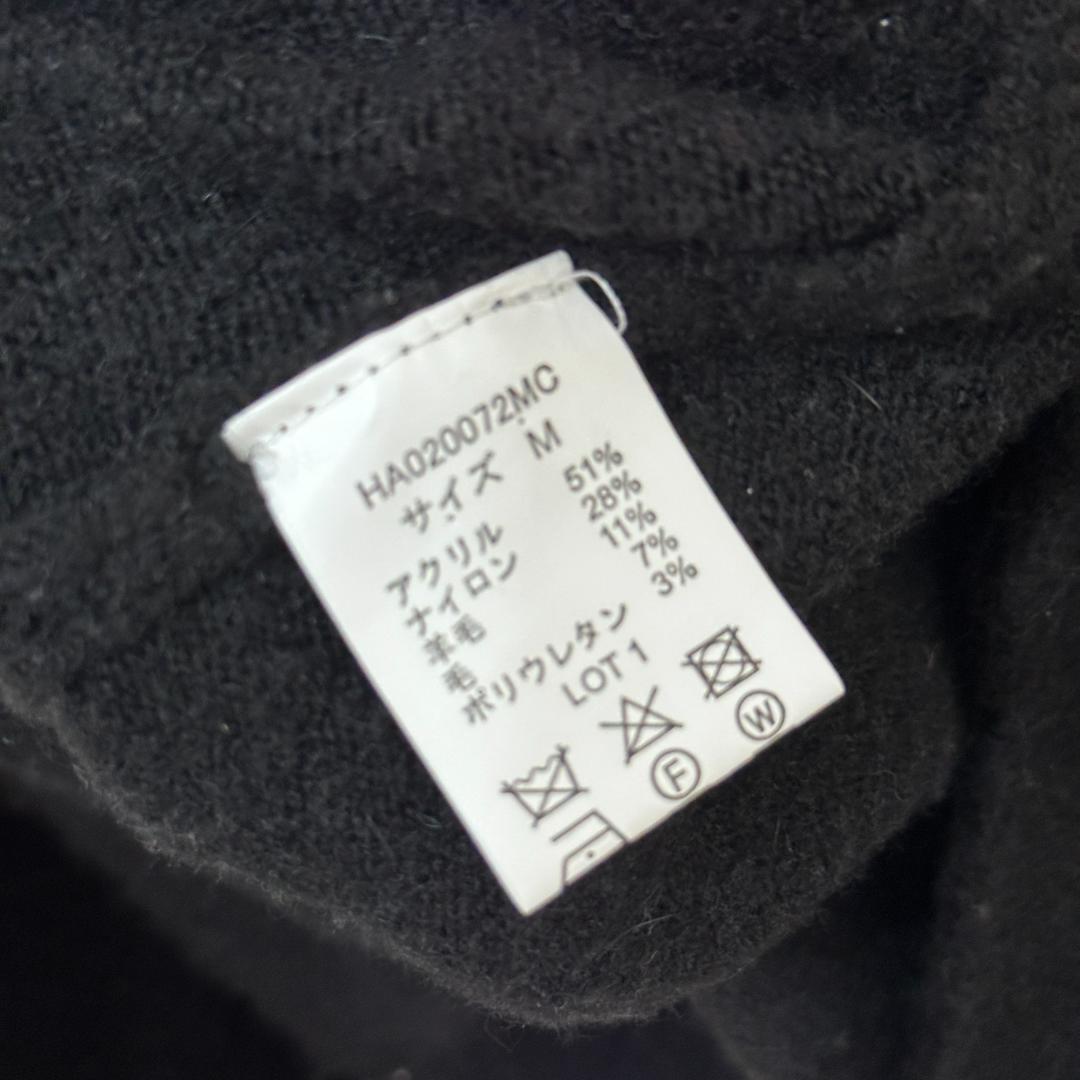 HA020072MC
サイズ M
アクリル 51%
ナイロン 28%
羊毛 11%
毛 7%
ポリウレタン 3%
LOT 1
F W